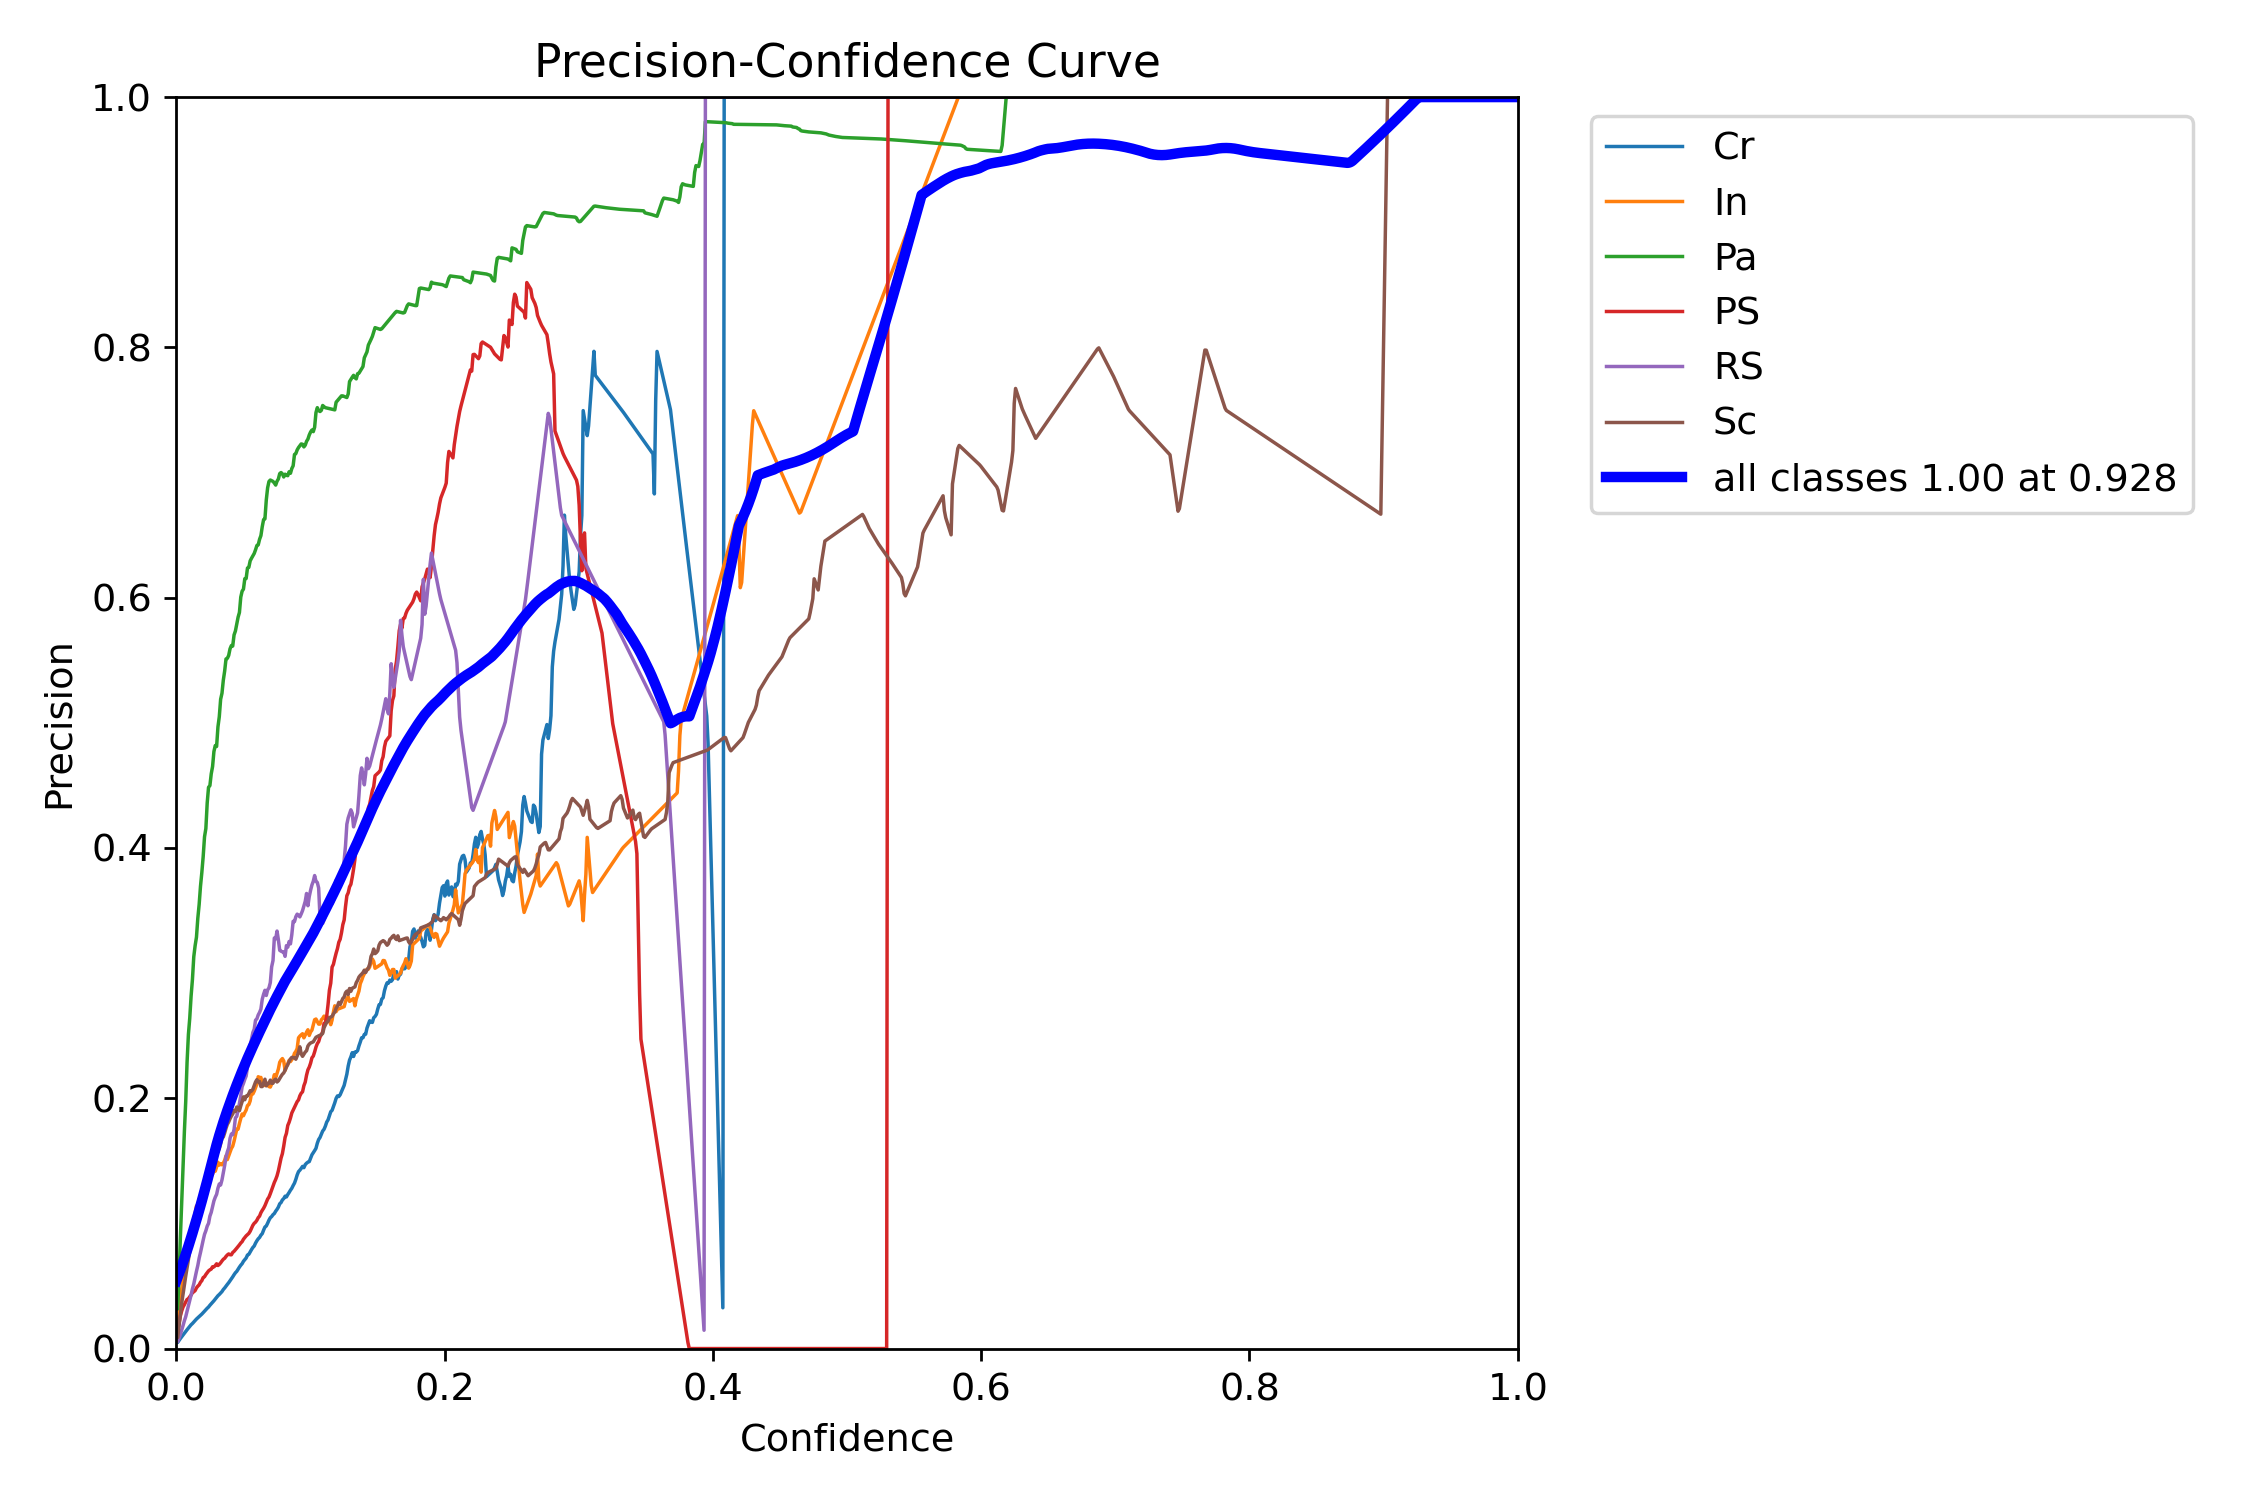 Precision-Confidence Curve
1.0
0.8
0.6
0.4
0.2
0.0
Precision
0.0 0.2 0.4 0.6 0.8 1.0
Confidence
Cr
In
Pa
PS
RS
Sc
all classes 1.00 at 0.928